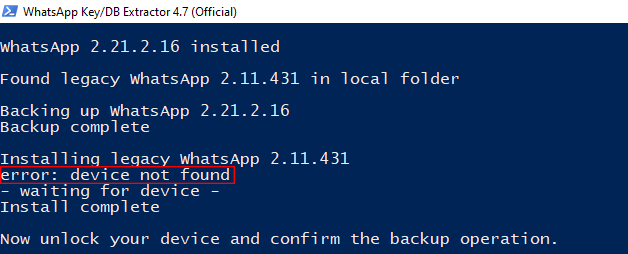 WhatsApp Key/DB Extractor 4.7 (Official)
WhatsApp 2.21.2.16 installed
Found legacy WhatsApp 2.11.431 in local folder
Backing up WhatsApp 2.21.2.16
Backup complete
Installing legacy WhatsApp 2.11.431
error: device not found
- waiting for device -
Install complete
Now unlock your device and confirm the backup operation.